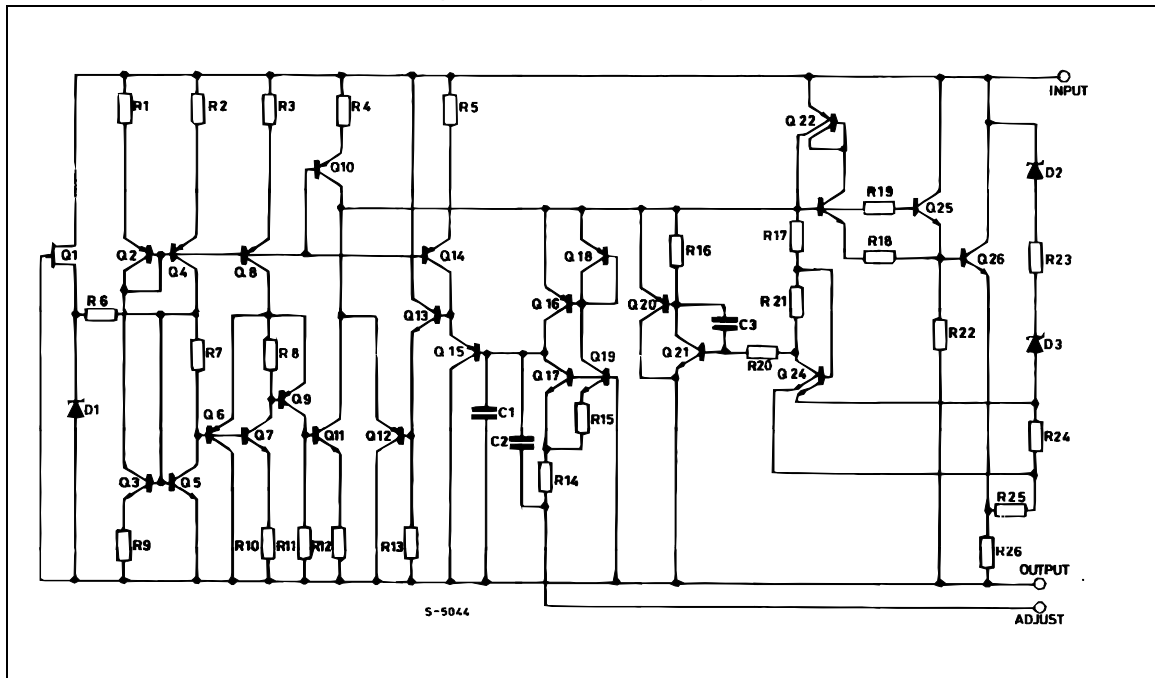 INPUT
R1 R2 R3 R4 R5
Q22
Q10
D2
R19
Q25
R17 R18
Q1 Q2 Q4 Q8 Q14 Q18 R16 Q26 R23
R6 Q13 Q16 Q20 R21
C3 R22 D3
R7 R8 Q15 Q19 Q21 R20 Q24
Q17
D1 Q6 Q9 C1 R15
Q7 Q11 Q12 C2 R24
Q3 Q5 R14
R25
R9 R10 R11 R12 R13 R26
OUTPUT
S-5044
ADJUST